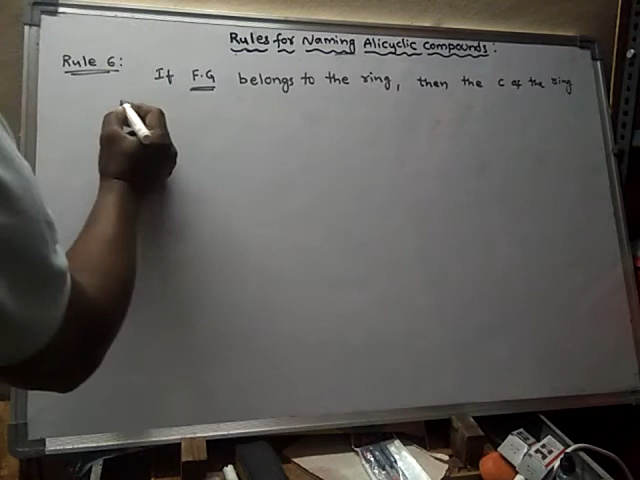 Rules for Naming Alicyclic Compounds:
Rule 6:
If F.G belongs to the ring, then the C of the ring